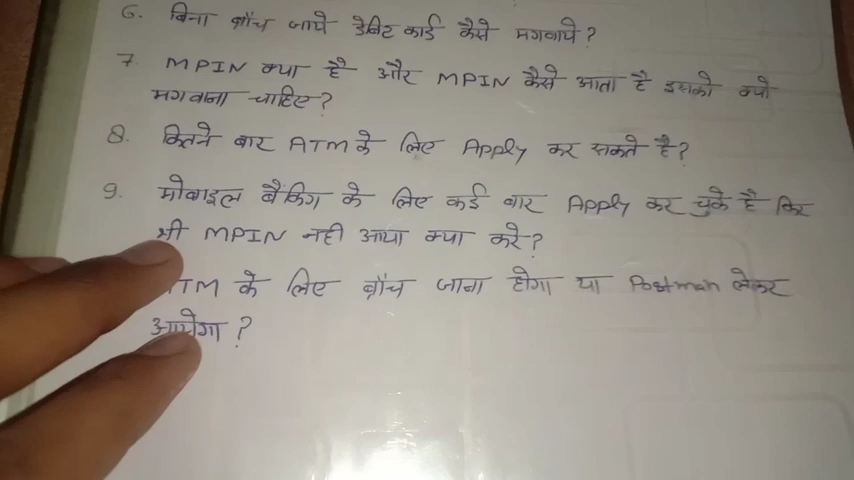 6. बिना ब्रांच जाये डेबिट कार्ड कैसे मगवाये?
7. MPIN क्या है और MPIN कैसे आता है इसको क्यो
मगवाना चाहिए?
8. कितने बार ATM के लिए Apply कर सकते है?
9. मोबाइल बैंकिग के लिए कई बार Apply कर चुके है फिर
भी MPIN नही आया क्या करे?
ATM के लिए ब्रांच जाना होगा या Postman लेकर
आयेगा?